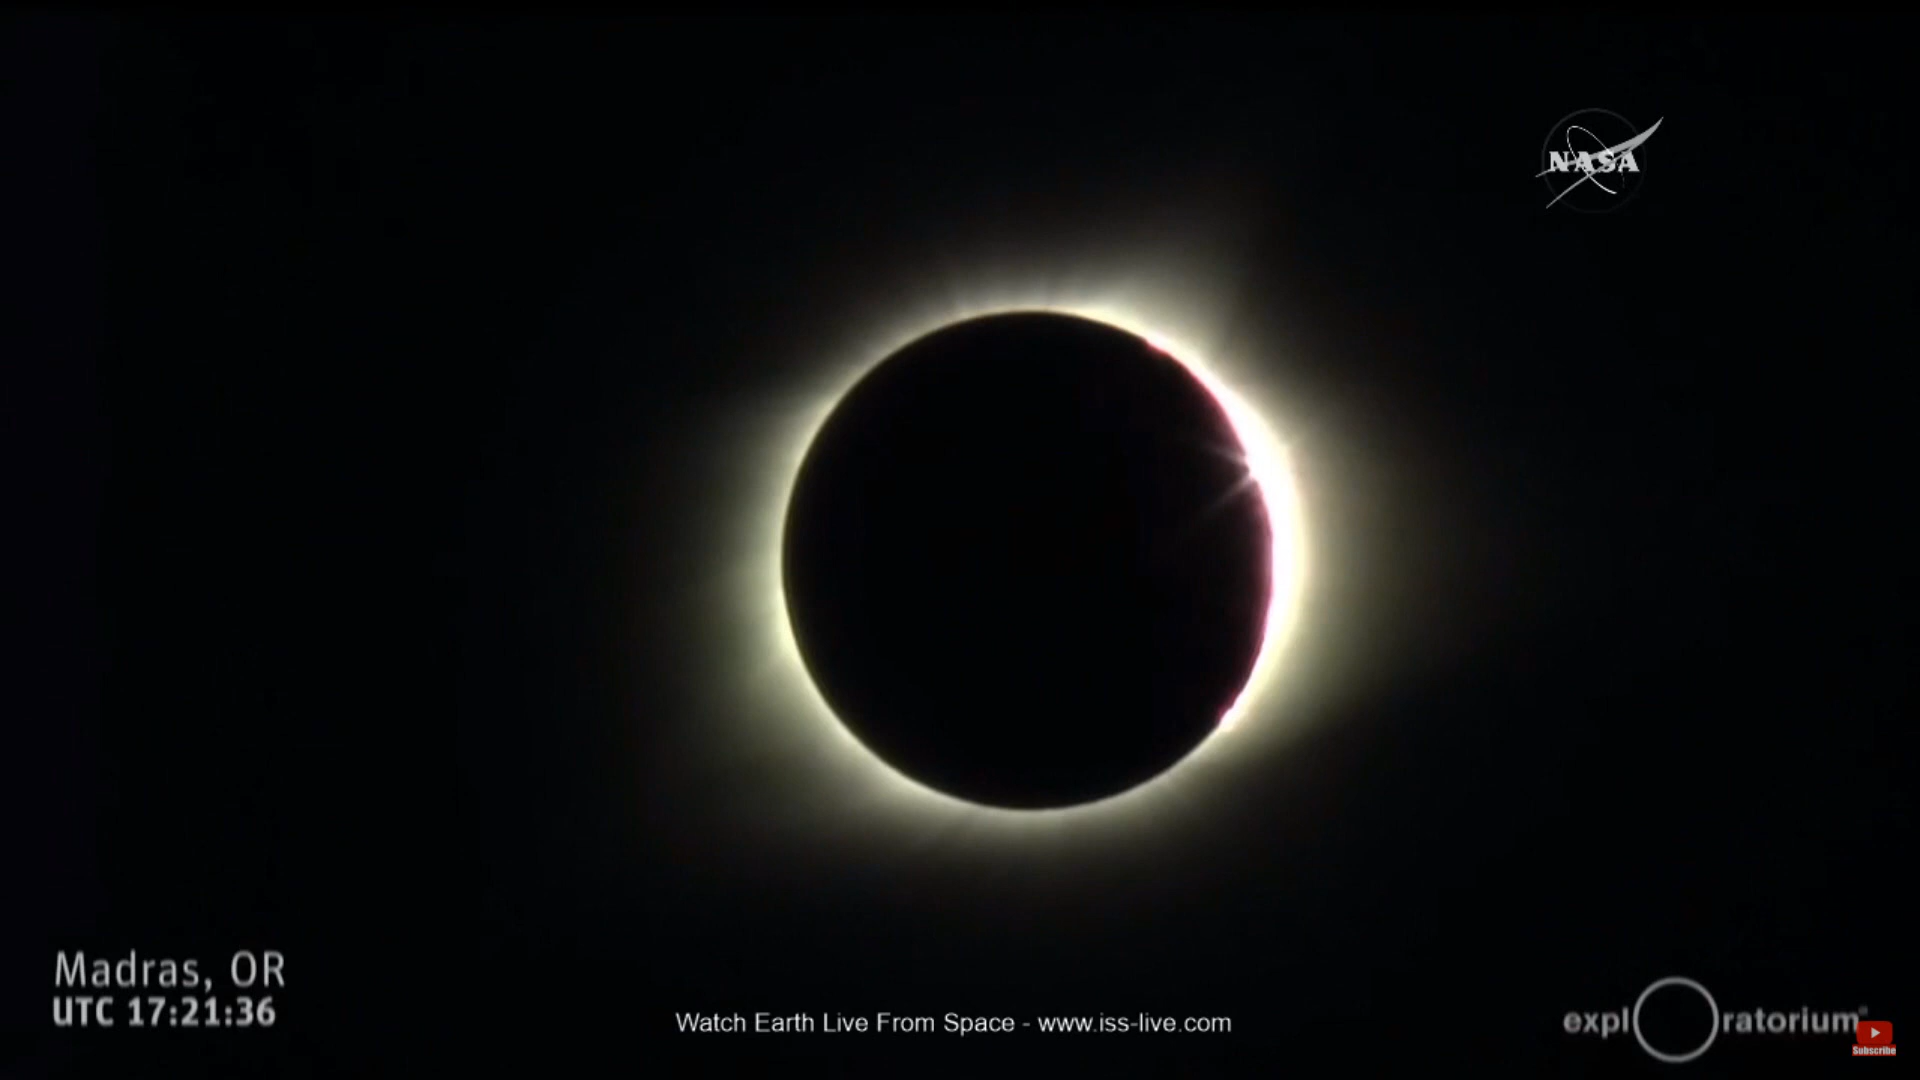 NASA
Madras, OR
UTC 17:21:36
Watch Earth Live From Space - www.iss-live.com
expl ratorium®
Subscribe